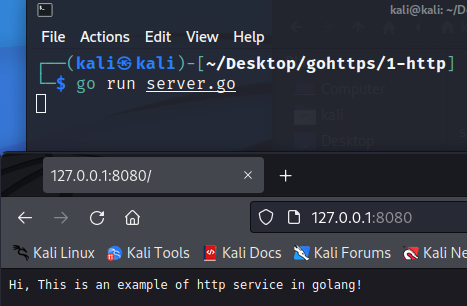 kali@kali: ~/D
File Actions Edit View Help
┌──(kali㉿kali)-[~/Desktop/gohttps/1-http]
└─$ go run server.go
Computer
kali
Desktop
127.0.0.1:8080/
127.0.0.1:8080
Kali Linux Kali Tools Kali Docs Kali Forums Kali Ne
Hi, This is an example of http service in golang!